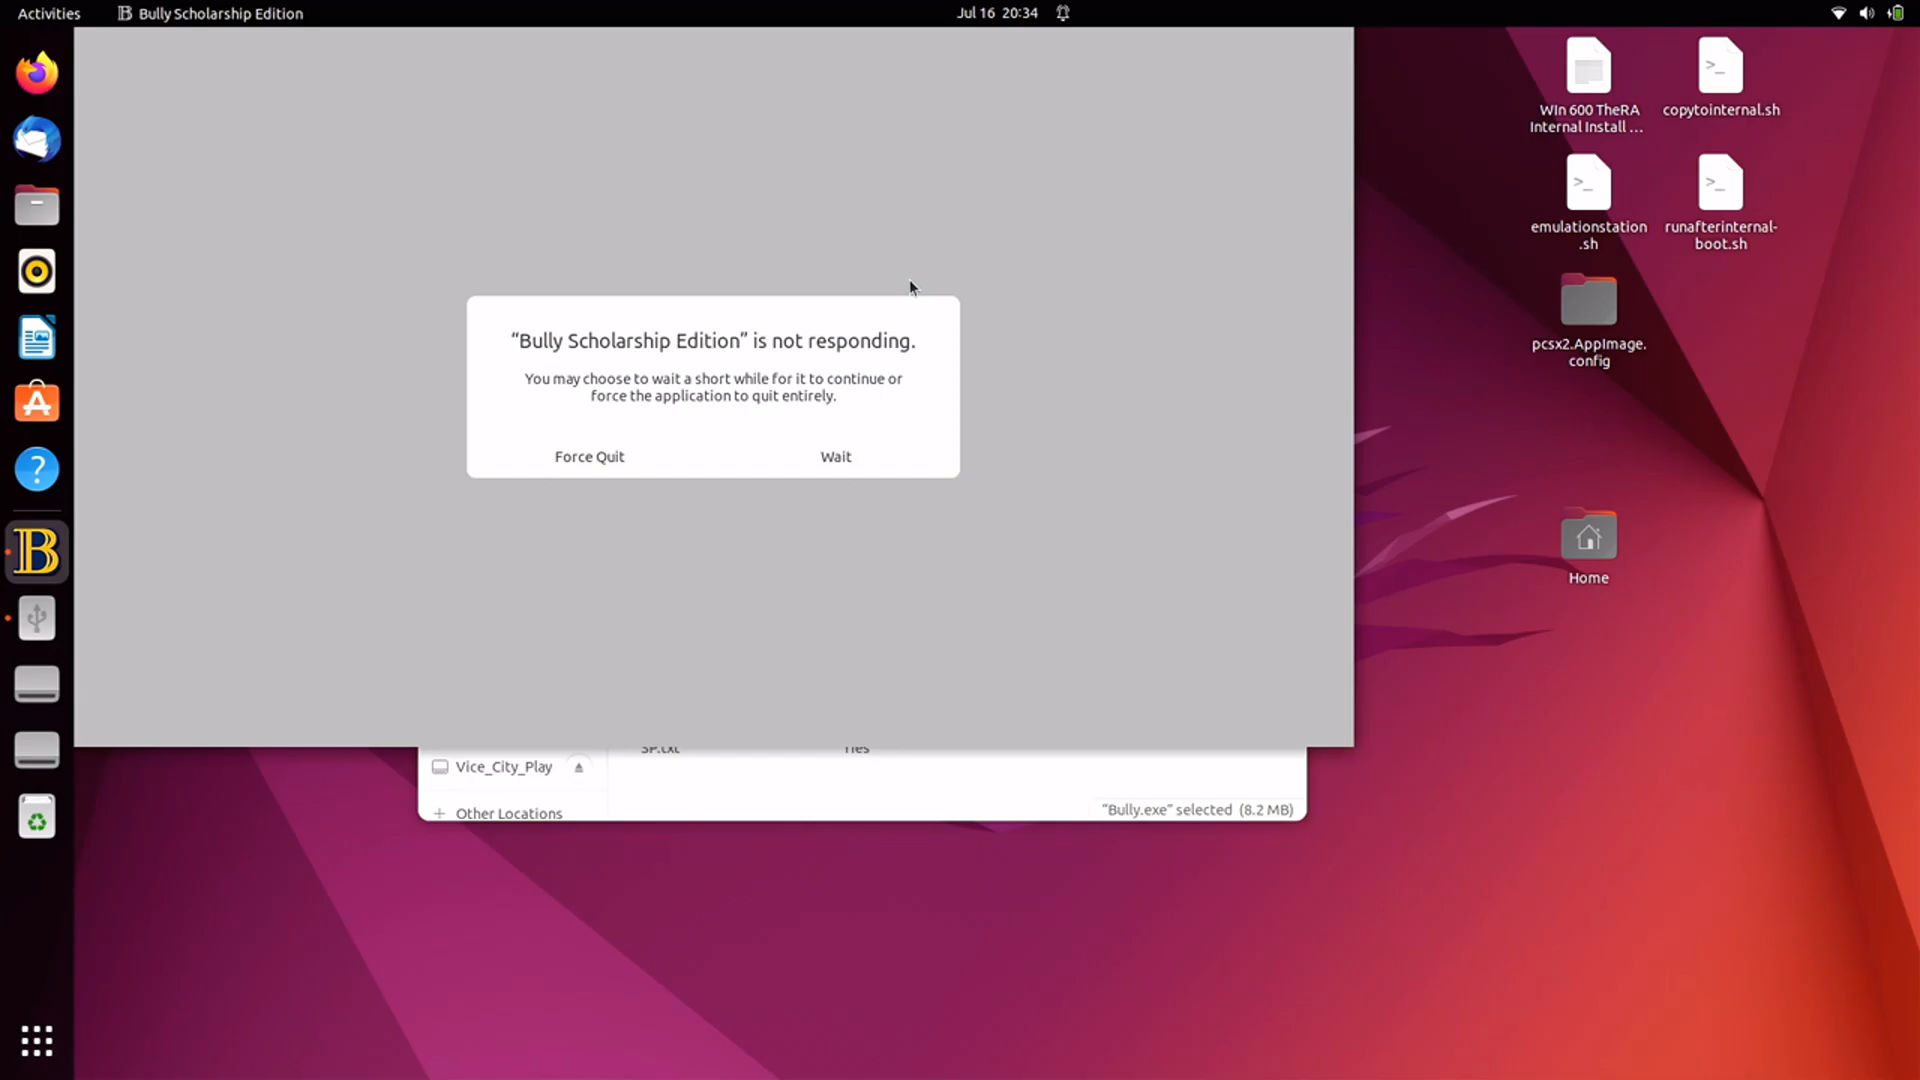 Activities
Bully Scholarship Edition
Jul 16 20:34
“Bully Scholarship Edition” is not responding.
You may choose to wait a short while for it to continue or
force the application to quit entirely.
Force Quit
Wait
WIn 600 TheRA
Internal Install ...
copytointernal.sh
emulationstation
.sh
runafterinternal-
boot.sh
pcsx2.AppImage.
config
Home
B
SP.txt
Vice_City_Play
Other Locations
“Bully.exe” selected (8.2 MB)